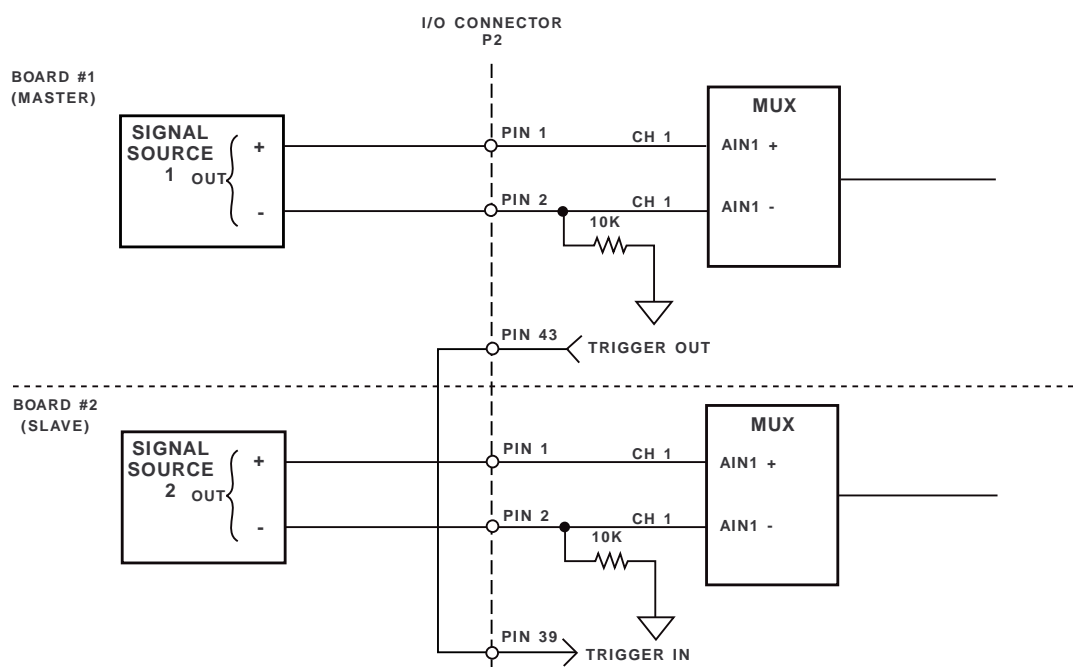 I/O CONNECTOR
P2
BOARD #1
(MASTER)
SIGNAL
SOURCE
1 OUT
+
-
PIN 1
CH 1
MUX
AIN1 +
PIN 2
CH 1
AIN1 -
10K
PIN 43
TRIGGER OUT
BOARD #2
(SLAVE)
SIGNAL
SOURCE
2 OUT
+
-
PIN 1
CH 1
MUX
AIN1 +
PIN 2
CH 1
AIN1 -
10K
PIN 39
TRIGGER IN